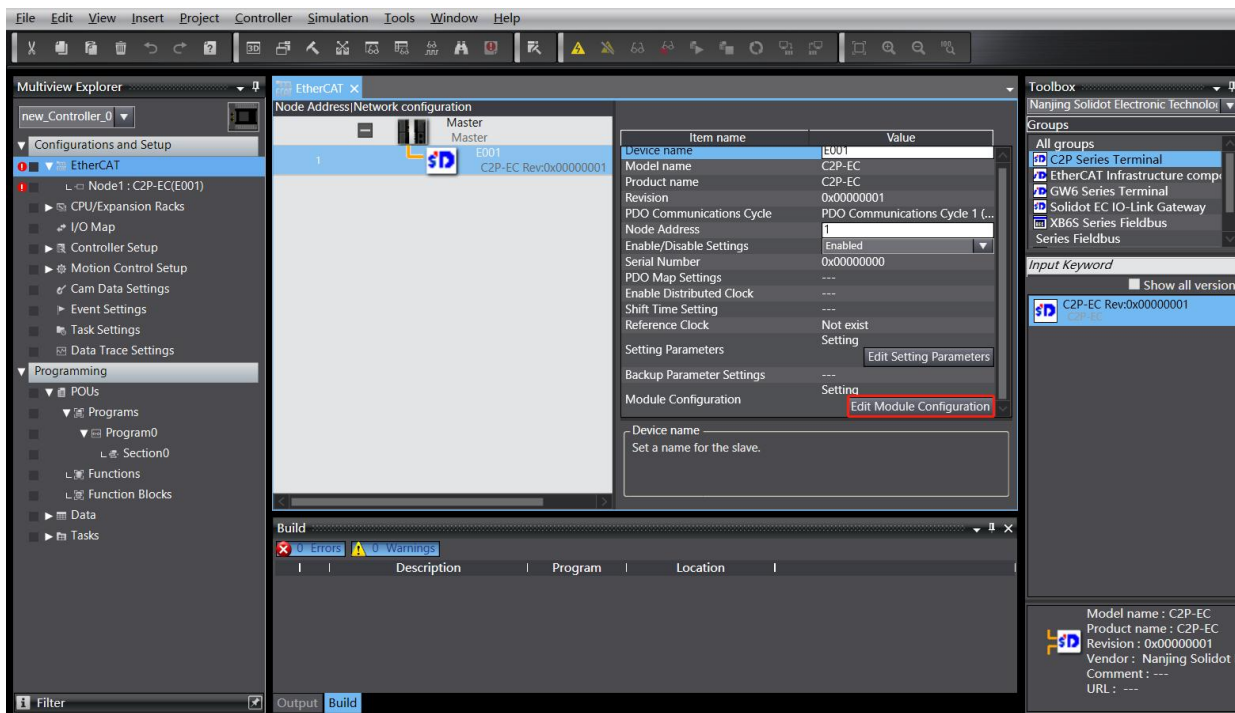 File Edit View Insert Project Controller Simulation Tools Window Help
Multiview Explorer
new_Controller_0
Configurations and Setup
EtherCAT
Node1 : C2P-EC(E001)
CPU/Expansion Racks
I/O Map
Controller Setup
Motion Control Setup
Cam Data Settings
Event Settings
Task Settings
Data Trace Settings
Programming
POUs
Programs
Program0
Section0
Functions
Function Blocks
Data
Tasks
Filter
EtherCAT
Node Address|Network configuration
Master
Master
1
E001
C2P-EC Rev:0x00000001
Item name Value
Device name E001
Model name C2P-EC
Product name C2P-EC
Revision 0x00000001
PDO Communications Cycle PDO Communications Cycle 1 (...
Node Address 1
Enable/Disable Settings Enabled
Serial Number 0x00000000
PDO Map Settings ---
Enable Distributed Clock ---
Shift Time Setting ---
Reference Clock Not exist
Setting Parameters Setting
Edit Setting Parameters
Backup Parameter Settings ---
Module Configuration Setting
Edit Module Configuration
Device name
Set a name for the slave.
Build
0 Errors 0 Warnings
Description Program Location
Output Build
Toolbox
Nanjing Solidot Electronic Technolo
Groups
All groups
C2P Series Terminal
EtherCAT Infrastructure comp
GW6 Series Terminal
Solidot EC IO-Link Gateway
XB6S Series Fieldbus
Series Fieldbus
Input Keyword
Show all version
C2P-EC Rev:0x00000001
C2P-EC
Model name : C2P-EC
Product name : C2P-EC
Revision : 0x00000001
Vendor : Nanjing Solidot
Comment : ---
URL : ---